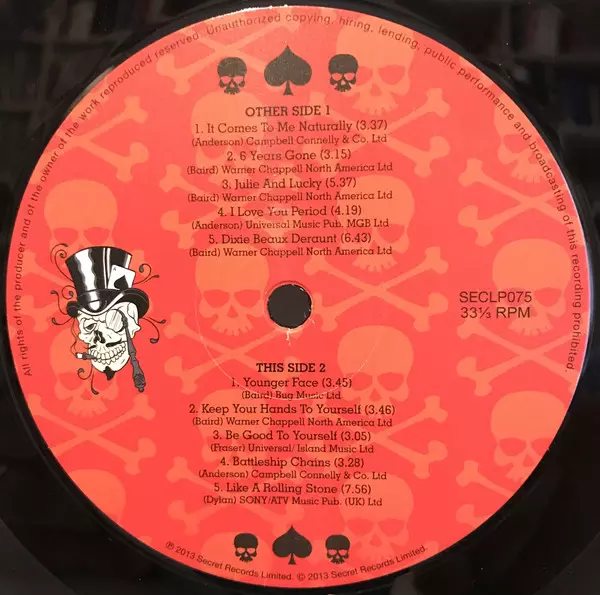 All rights of the producer and of the owner of the work reproduced reserved. Unauthorized copying, hiring, lending, public performance and broadcasting of this recording prohibited.
OTHER SIDE 1
1. It Comes To Me Naturally (3.37)
(Anderson) Campbell Connelly & Co. Ltd
2. 6 Years Gone (3.15)
(Baird) Warner Chappell North America Ltd
3. Julie And Lucky (5.37)
(Baird) Warner Chappell North America Ltd
4. I Love You Period (4.19)
(Anderson) Universal Music Pub. MGB Ltd
5. Dixie Beaux Deraunt (6.43)
(Baird) Warner Chappell North America Ltd
SECLP075
33⅓ RPM
THIS SIDE 2
1. Younger Face (3.45)
(Baird) Bug Music Ltd
2. Keep Your Hands To Yourself (3.46)
(Baird) Warner Chappell North America Ltd
3. Be Good To Yourself (3.05)
(Fraser) Universal/ Island Music Ltd
4. Battleship Chains (3.28)
(Anderson) Campbell Connelly & Co. Ltd
5. Like A Rolling Stone (7.56)
(Dylan) SONY/ATV Music Pub. (UK) Ltd
℗ 2013 Secret Records Limited. © 2013 Secret Records Limited.